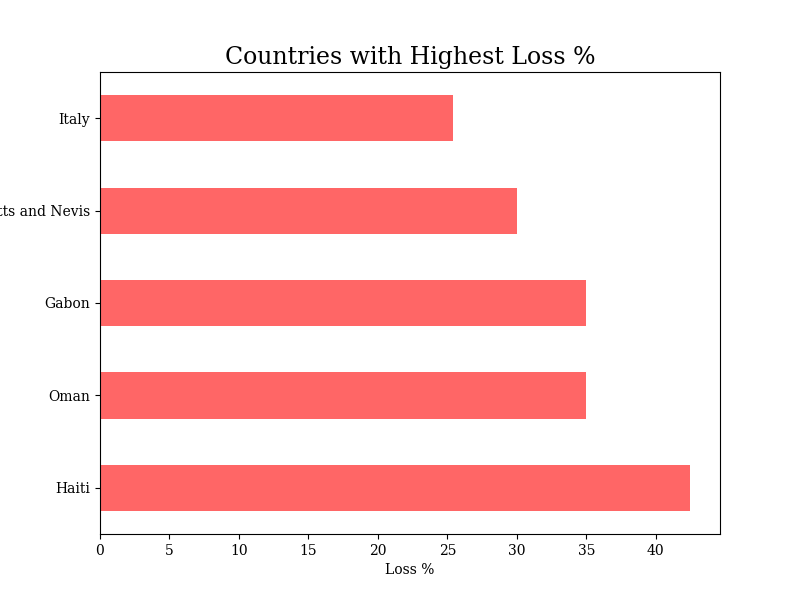 Countries with Highest Loss %
Italy
tts and Nevis
Gabon
Oman
Haiti
0 5 10 15 20 25 30 35 40
Loss %